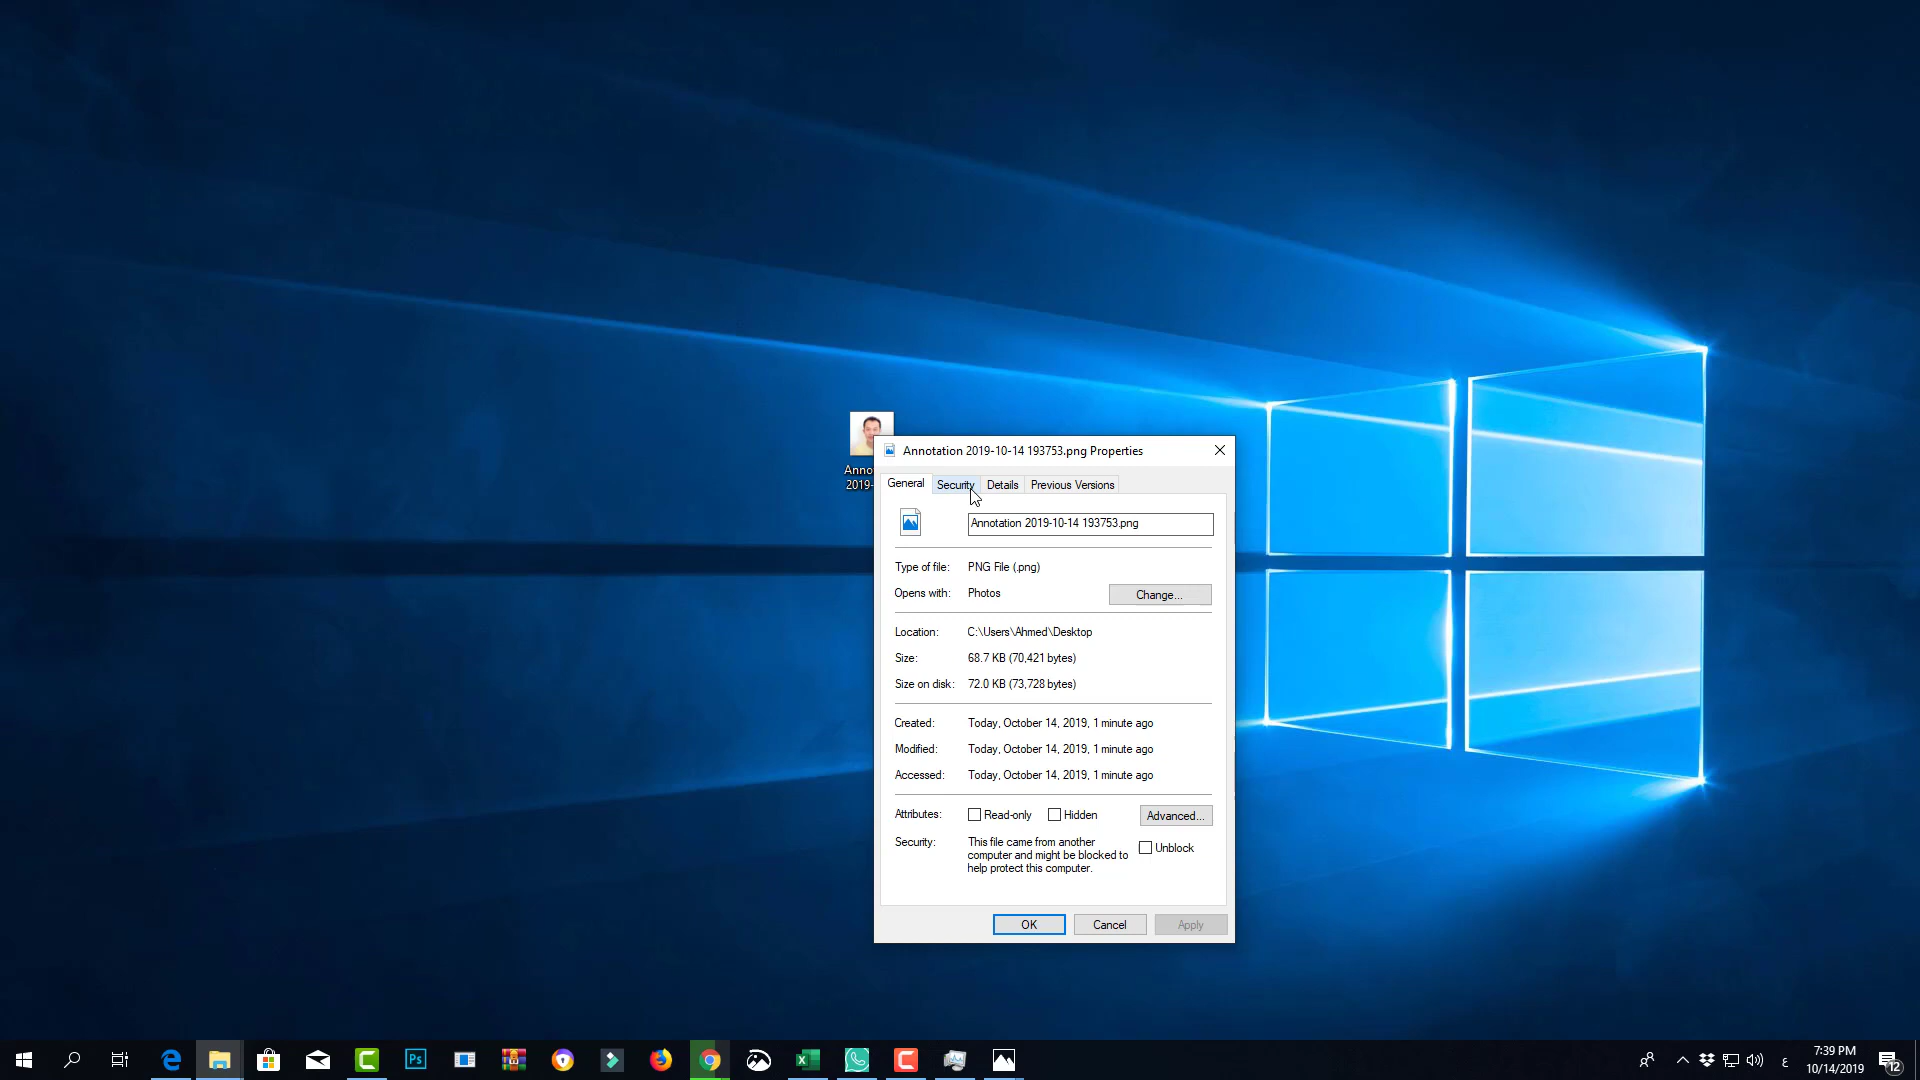 Anno
2019-
Annotation 2019-10-14 193753.png Properties
General Security Details Previous Versions
Annotation 2019-10-14 193753.png
Type of file: PNG File (.png)
Opens with: Photos Change...
Location: C:\Users\Ahmed\Desktop
Size: 68.7 KB (70,421 bytes)
Size on disk: 72.0 KB (73,728 bytes)
Created: Today, October 14, 2019, 1 minute ago
Modified: Today, October 14, 2019, 1 minute ago
Accessed: Today, October 14, 2019, 1 minute ago
Attributes: Read-only Hidden Advanced...
Security: This file came from another
computer and might be blocked to
help protect this computer.
Unblock
OK Cancel Apply
Ps
ع
7:39 PM
10/14/2019
12